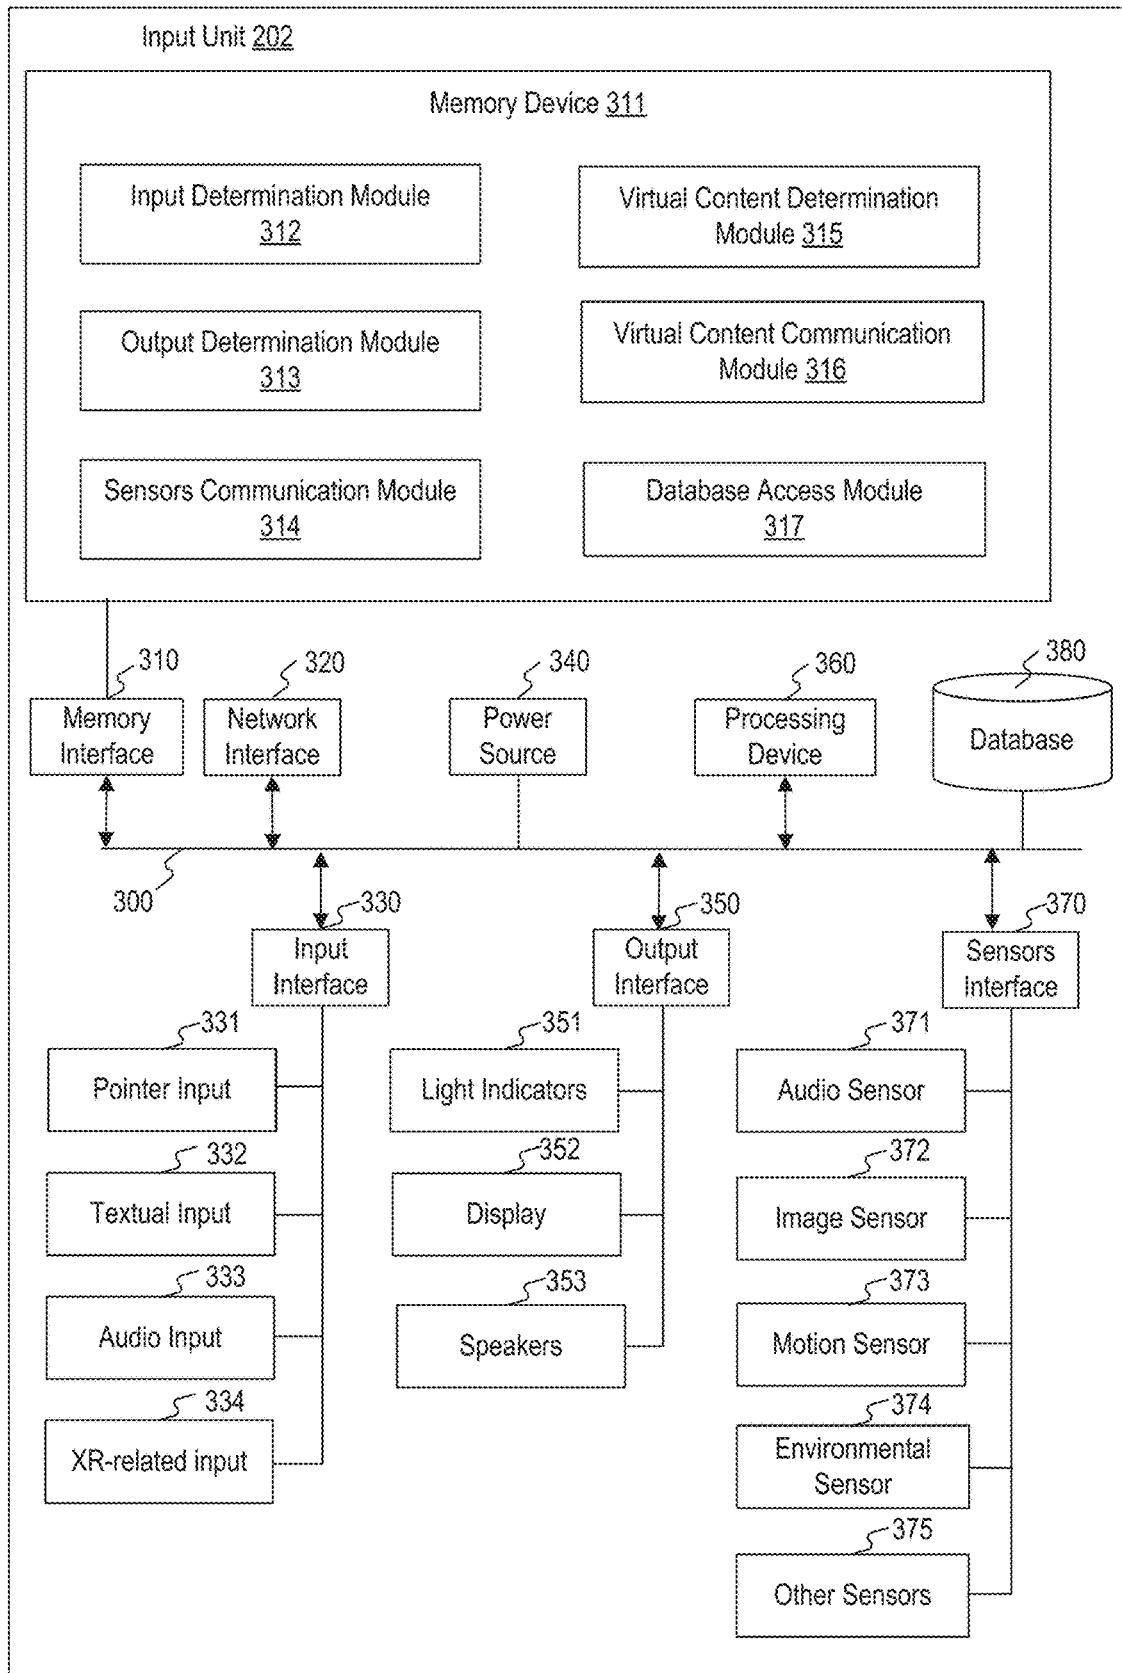 Input Unit 202
Memory Device 311
Input Determination Module
312
Virtual Content Determination
Module 315
Output Determination Module
313
Virtual Content Communication
Module 316
Sensors Communication Module
314
Database Access Module
317
310
320
340
360
380
Memory
Interface
Network
Interface
Power
Source
Processing
Device
Database
300
330
350
370
Input
Interface
Output
Interface
Sensors
Interface
331
Pointer Input
332
Textual Input
333
Audio Input
334
XR-related input
351
Light Indicators
352
Display
353
Speakers
371
Audio Sensor
372
Image Sensor
373
Motion Sensor
374
Environmental
Sensor
375
Other Sensors